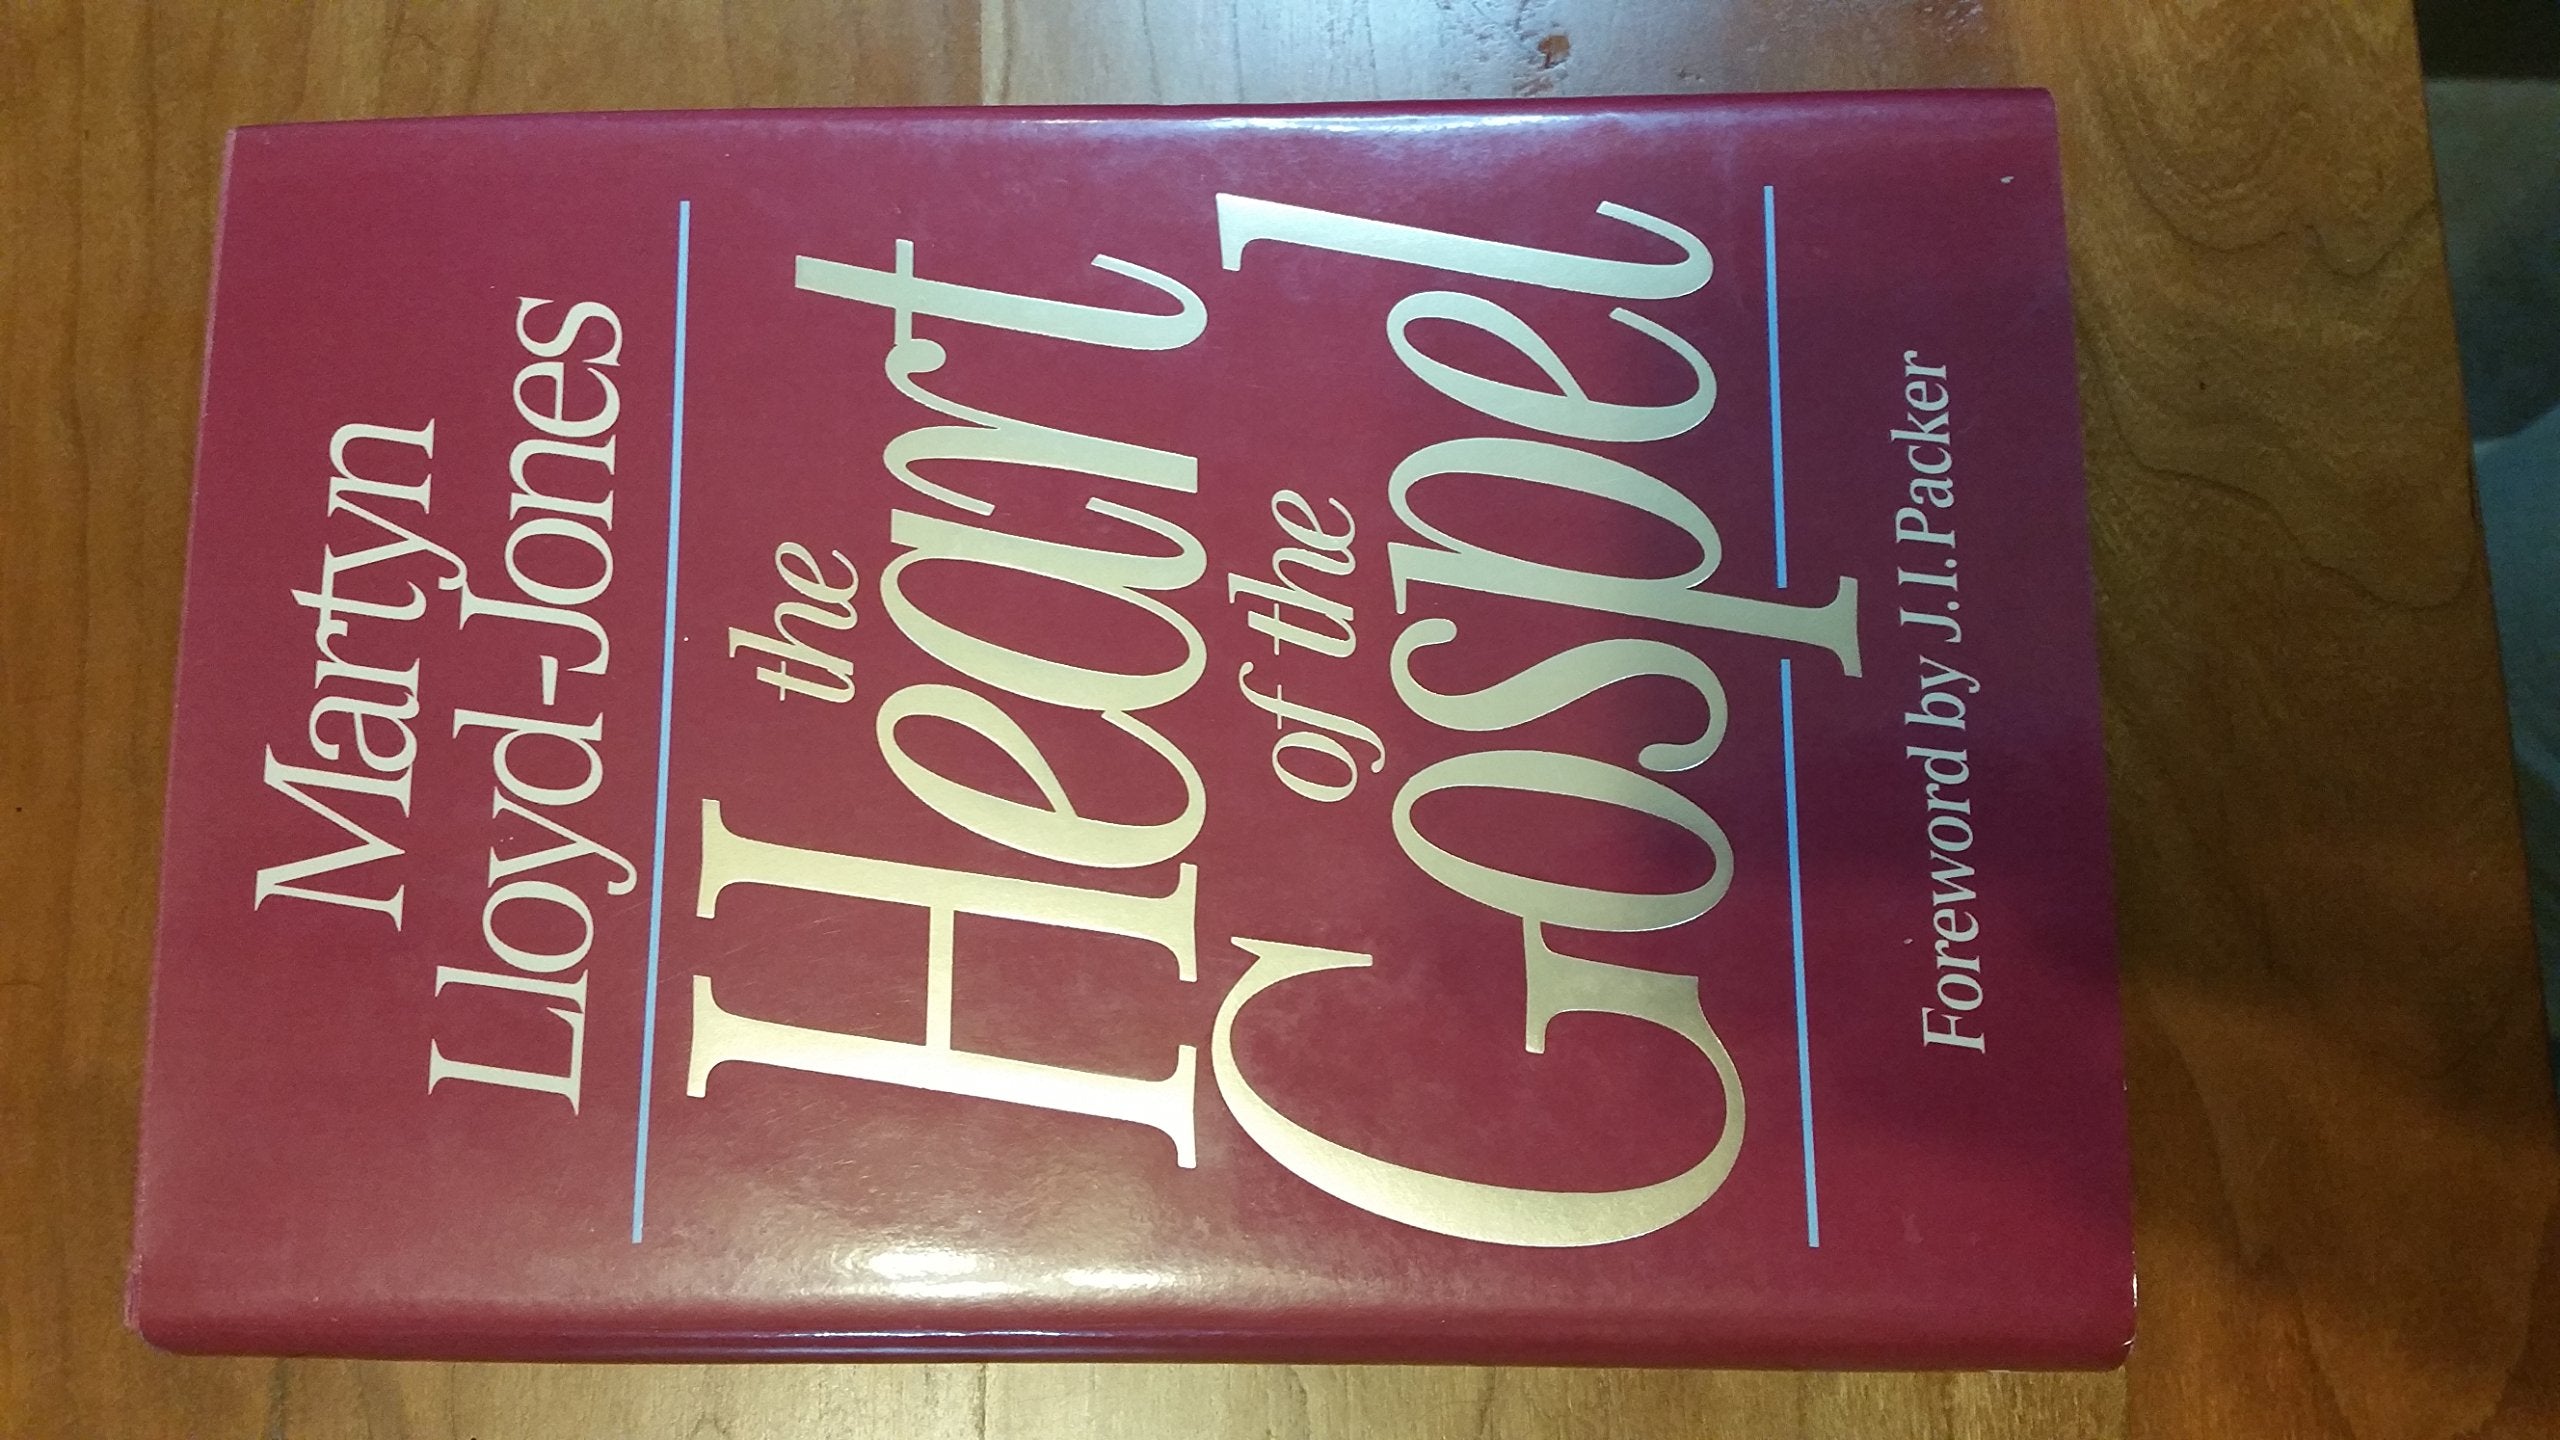 Martyn
Lloyd-Jones
the
Heart
of the
Gospel
Foreword by J. I. Packer